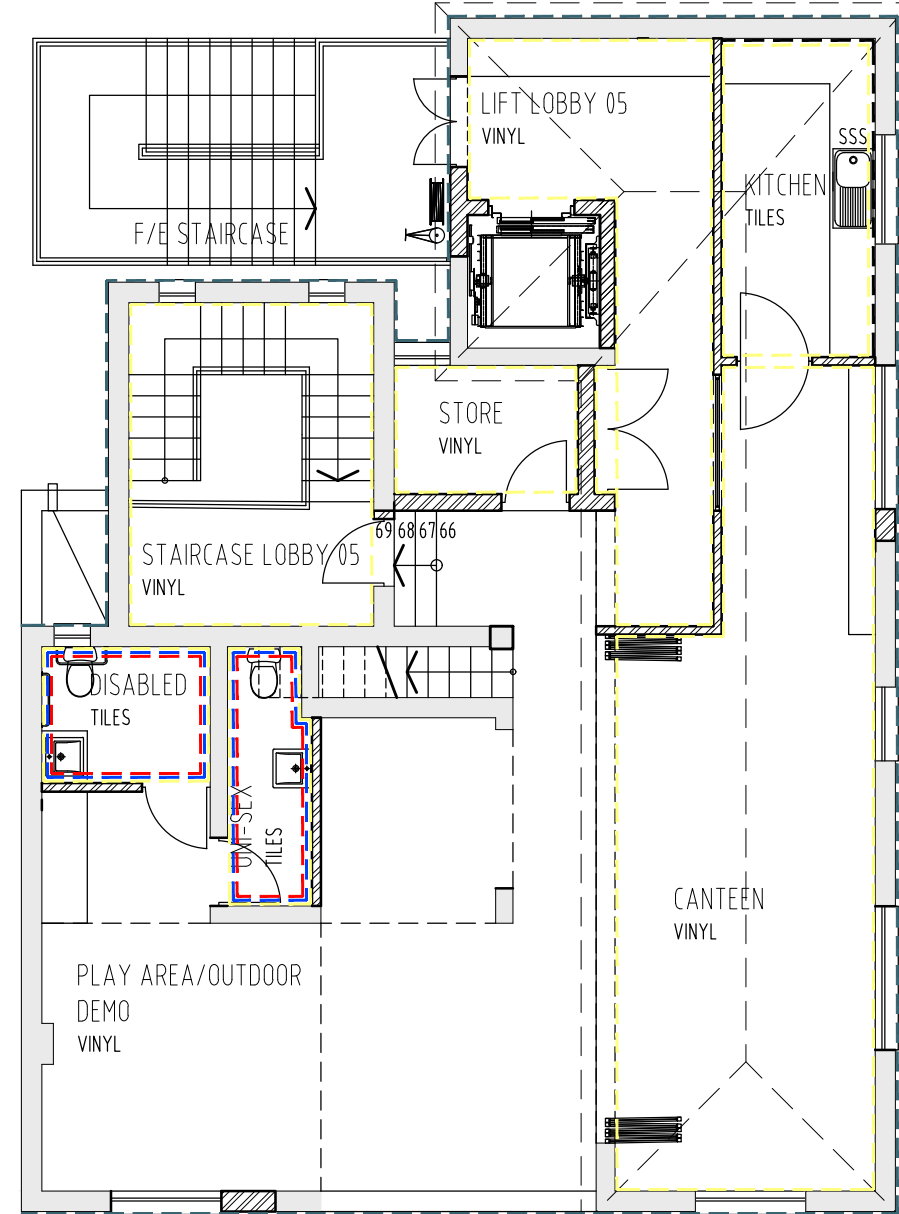 LIFT LOBBY 05
VINYL
SSS
KITCHEN
TILES
F/E STAIRCASE
STORE
VINYL
69 68 67 66
STAIRCASE LOBBY 05
VINYL
DISABLED
TILES
UNI-SEX
TILES
CANTEEN
VINYL
PLAY AREA/OUTDOOR
DEMO
VINYL